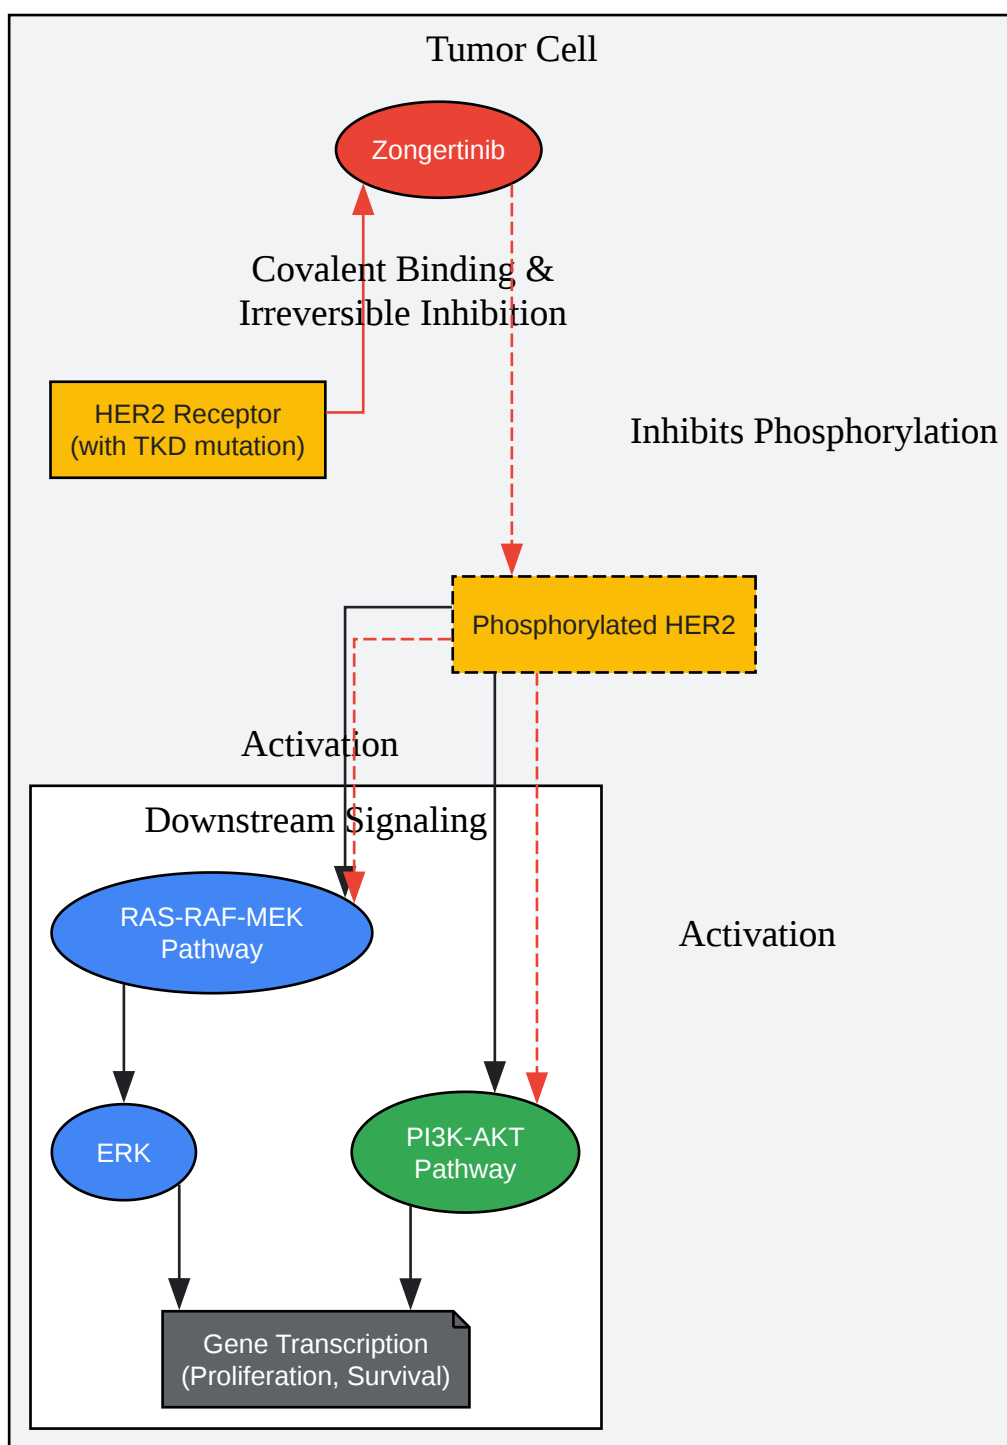 Tumor Cell
Zongertinib
Covalent Binding &
Irreversible Inhibition
HER2 Receptor
(with TKD mutation)
Inhibits Phosphorylation
Phosphorylated HER2
Activation
Downstream Signaling
RAS-RAF-MEK
Pathway
Activation
ERK
PI3K-AKT
Pathway
Gene Transcription
(Proliferation, Survival)